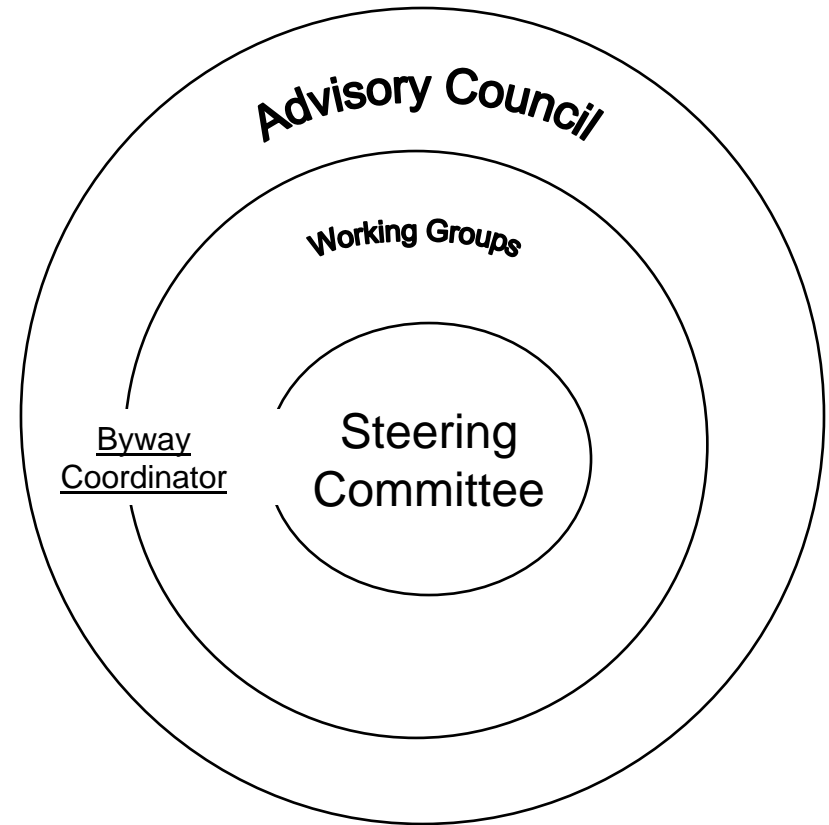 Advisory Council
Working Groups
Steering
Committee
Byway
Coordinator